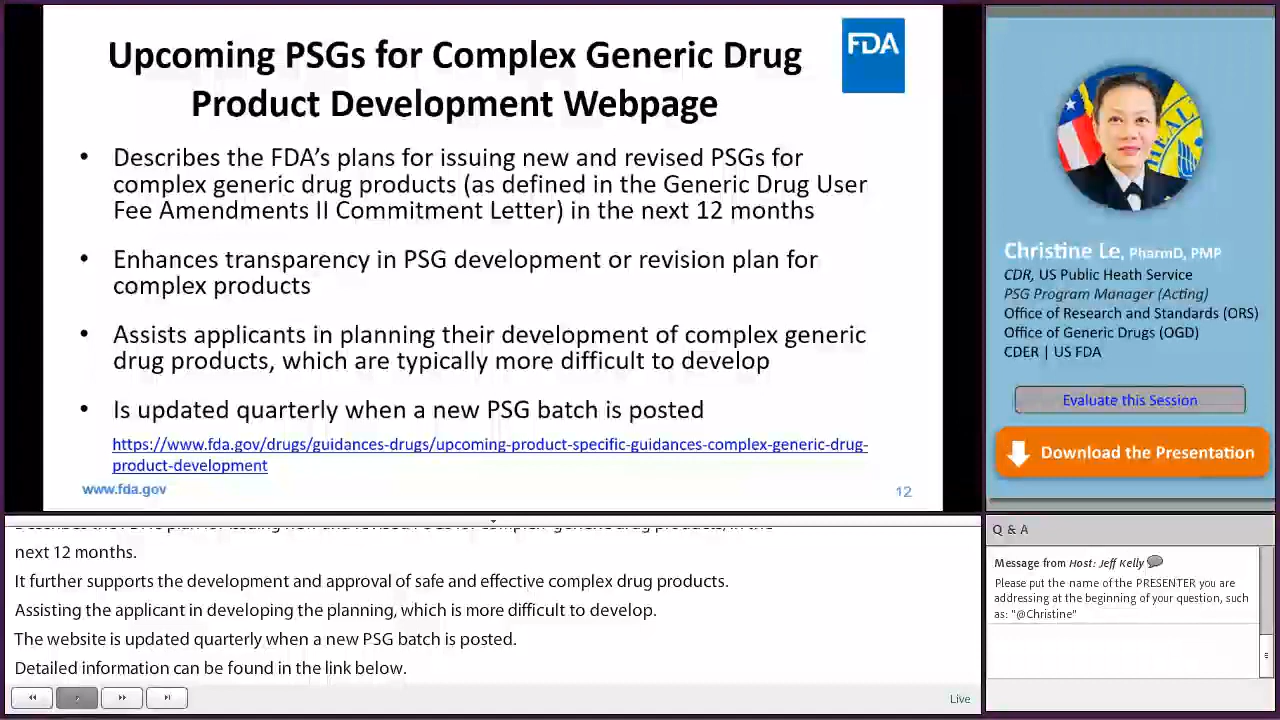 Upcoming PSGs for Complex Generic Drug
Product Development Webpage
FDA
• Describes the FDA's plans for issuing new and revised PSGs for
complex generic drug products (as defined in the Generic Drug User
Fee Amendments II Commitment Letter) in the next 12 months
• Enhances transparency in PSG development or revision plan for
complex products
• Assists applicants in planning their development of complex generic
drug products, which are typically more difficult to develop
• Is updated quarterly when a new PSG batch is posted
https://www.fda.gov/drugs/guidances-drugs/upcoming-product-specific-guidances-complex-generic-drug-
product-development
www.fda.gov
12
Christine Le, PharmD, PMP
CDR, US Public Heath Service
PSG Program Manager (Acting)
Office of Research and Standards (ORS)
Office of Generic Drugs (OGD)
CDER | US FDA
Evaluate this Session
Download the Presentation
next 12 months.
It further supports the development and approval of safe and effective complex drug products.
Assisting the applicant in developing the planning, which is more difficult to develop.
The website is updated quarterly when a new PSG batch is posted.
Detailed information can be found in the link below.
Live
Q & A
Message from Host: Jeff Kelly
Please put the name of the PRESENTER you are
addressing at the beginning of your question, such
as: "@Christine"